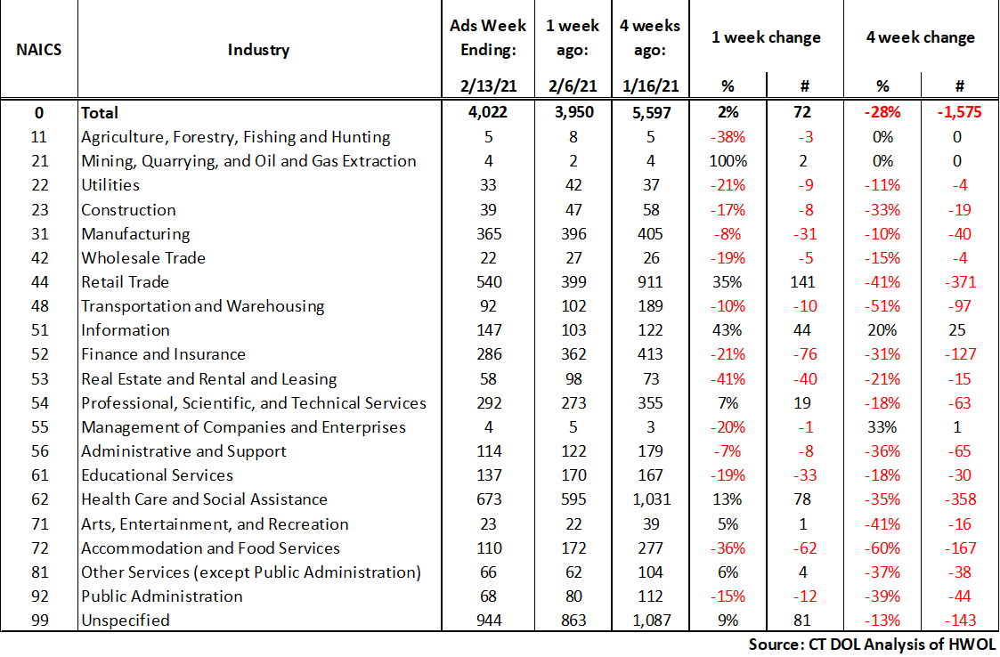 NAICS Industry Ads Week Ending: 1 week ago: 4 weeks ago: 1 week change 4 week change
2/13/21 2/6/21 1/16/21 % # % #
0 Total 4,022 3,950 5,597 2% 72 -28% -1,575
11 Agriculture, Forestry, Fishing and Hunting 5 8 5 -38% -3 0% 0
21 Mining, Quarrying, and Oil and Gas Extraction 4 2 4 100% 2 0% 0
22 Utilities 33 42 37 -21% -9 -11% -4
23 Construction 39 47 58 -17% -8 -33% -19
31 Manufacturing 365 396 405 -8% -31 -10% -40
42 Wholesale Trade 22 27 26 -19% -5 -15% -4
44 Retail Trade 540 399 911 35% 141 -41% -371
48 Transportation and Warehousing 92 102 189 -10% -10 -51% -97
51 Information 147 103 122 43% 44 20% 25
52 Finance and Insurance 286 362 413 -21% -76 -31% -127
53 Real Estate and Rental and Leasing 58 98 73 -41% -40 -21% -15
54 Professional, Scientific, and Technical Services 292 273 355 7% 19 -18% -63
55 Management of Companies and Enterprises 4 5 3 -20% -1 33% 1
56 Administrative and Support 114 122 179 -7% -8 -36% -65
61 Educational Services 137 170 167 -19% -33 -18% -30
62 Health Care and Social Assistance 673 595 1,031 13% 78 -35% -358
71 Arts, Entertainment, and Recreation 23 22 39 5% 1 -41% -16
72 Accommodation and Food Services 110 172 277 -36% -62 -60% -167
81 Other Services (except Public Administration) 66 62 104 6% 4 -37% -38
92 Public Administration 68 80 112 -15% -12 -39% -44
99 Unspecified 944 863 1,087 9% 81 -13% -143
Source: CT DOL Analysis of HWOL